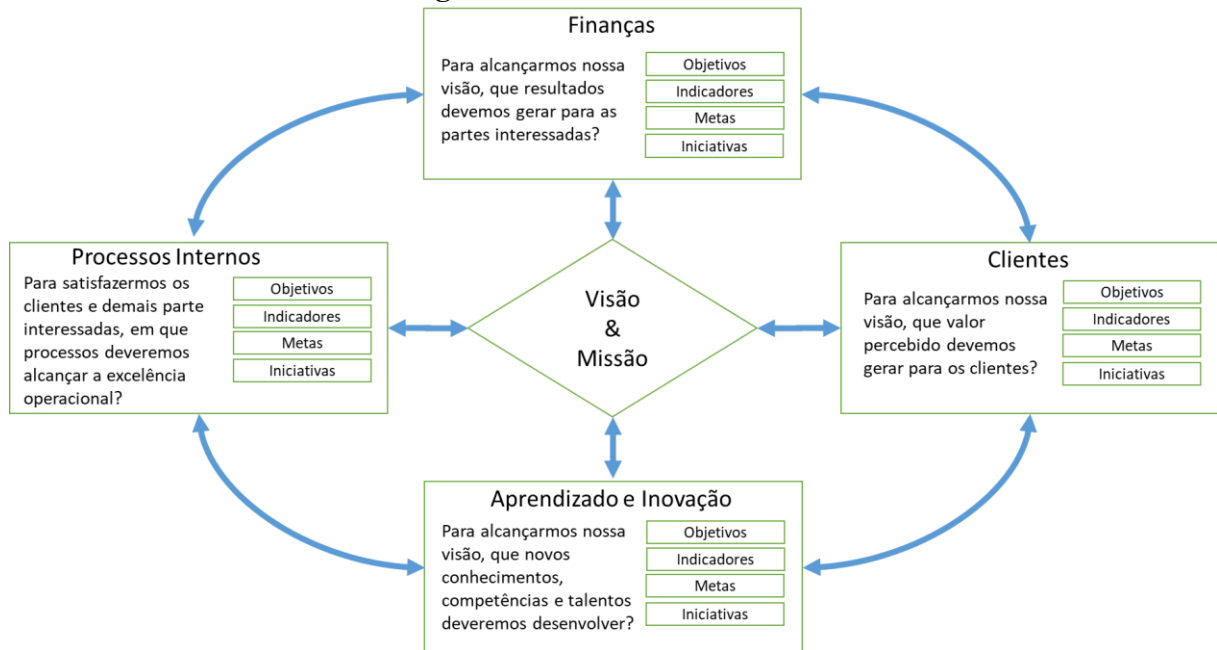 Finanças
Para alcançarmos nossa
visão, que resultados
devemos gerar para as
partes interessadas?
Objetivos
Indicadores
Metas
Iniciativas
Processos Internos
Para satisfazermos os
clientes e demais parte
interessadas, em que
processos deveremos
alcançar a excelência
operacional?
Objetivos
Indicadores
Metas
Iniciativas
Visão
&
Missão
Clientes
Para alcançarmos nossa
visão, que valor
percebido devemos
gerar para os clientes?
Objetivos
Indicadores
Metas
Iniciativas
Aprendizado e Inovação
Para alcançarmos nossa
visão, que novos
conhecimentos,
competências e talentos
deveremos desenvolver?
Objetivos
Indicadores
Metas
Iniciativas